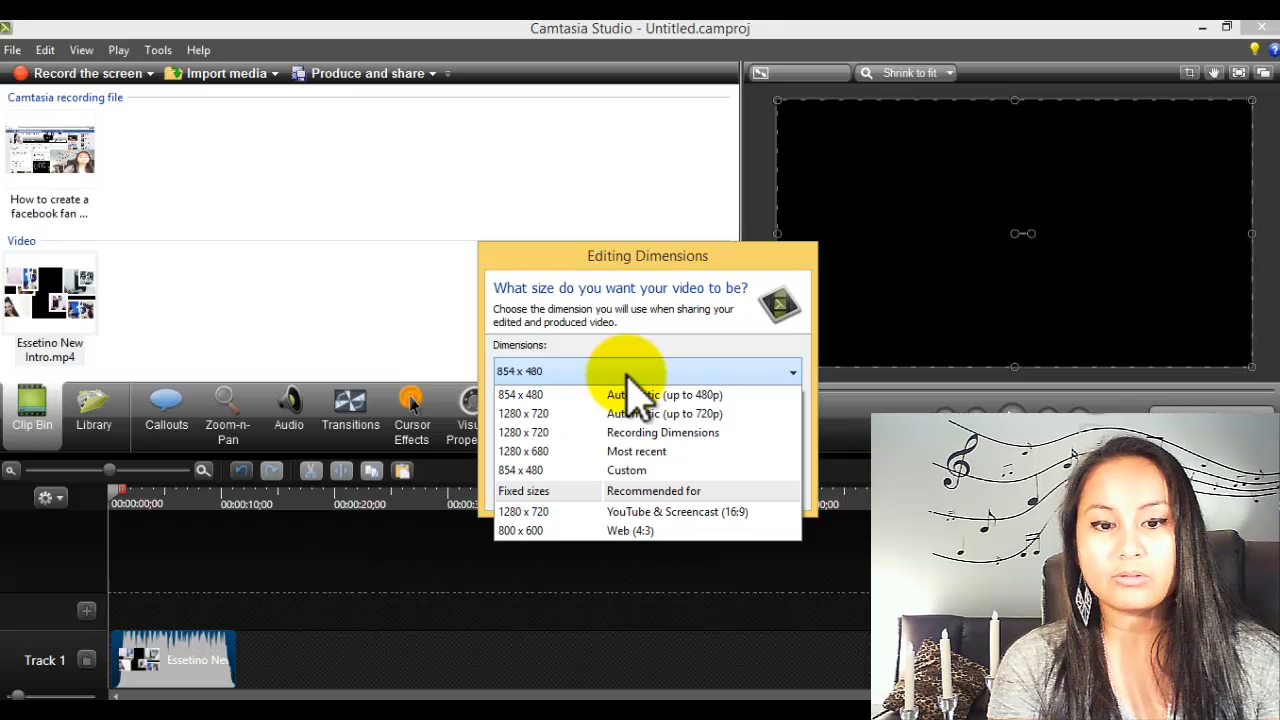 Camtasia Studio - Untitled.camproj
File Edit View Play Tools Help
Record the screen Import media Produce and share Shrink to fit
Camtasia recording file
How to create a
facebook fan ...
Video
Essetino New
Intro.mp4
Editing Dimensions
What size do you want your video to be?
Choose the dimension you will use when sharing your
edited and produced video.
Dimensions:
854 x 480
854 x 480 (up to 480p)
1280 x 720 (up to 720p)
1280 x 720 Recording Dimensions
1280 x 680 Most recent
854 x 480 Custom
Fixed sizes Recommended for
1280 x 720 YouTube & Screencast (16:9)
800 x 600 Web (4:3)
Clip Bin Library Callouts Zoom-n-
Pan Audio Transitions Cursor
Effects
00:00:00;00 00:00:10;00 00:00:20;00
Track 1 Essetino